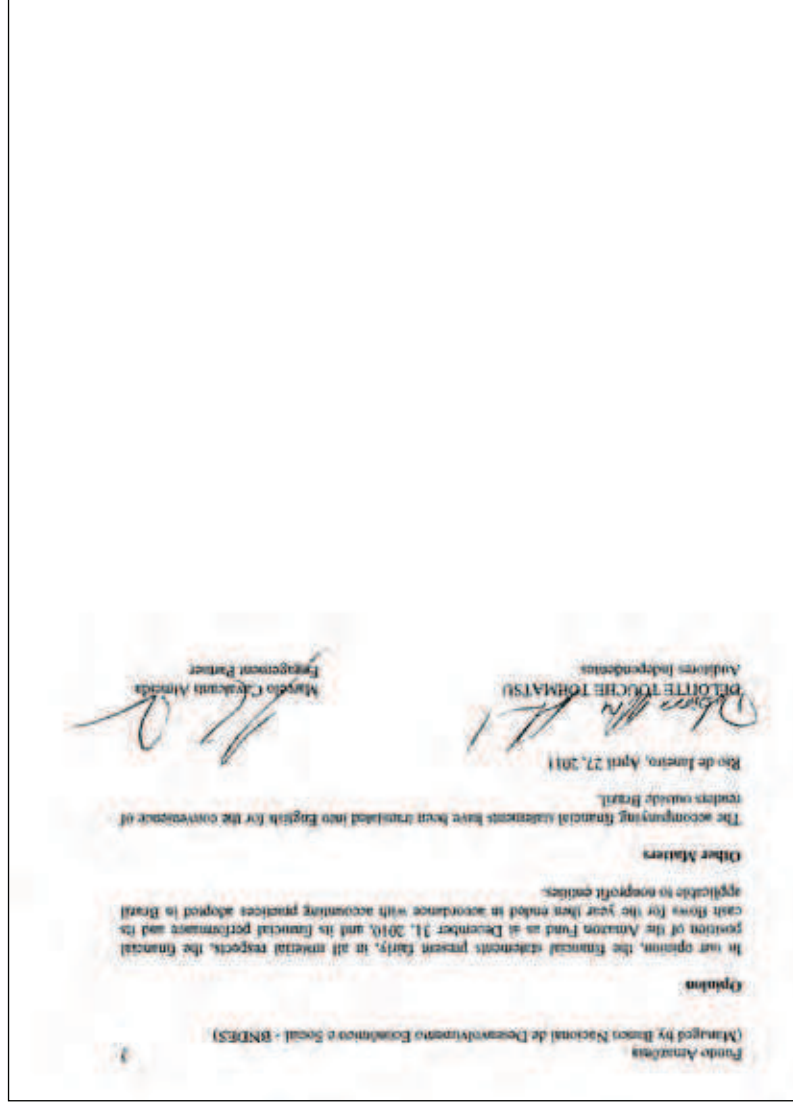 Fundo Amazônia
2
(Managed by Banco Nacional de Desenvolvimento Econômico e Social - BNDES)
Opinion
In our opinion, the financial statements present fairly, in all material respects, the financial
position of the Amazon Fund as at December 31, 2010, and its financial performance and its
cash flows for the year then ended in accordance with accounting practices adopted in Brazil
applicable to nonprofit entities.
Other Matters
The accompanying financial statements have been translated into English for the convenience of
readers outside Brazil.
Rio de Janeiro, April 27, 2011
DELOITTE TOUCHE TOHMATSU
Auditores Independentes
Marcelo Cavalcanti Almeida
Engagement Partner